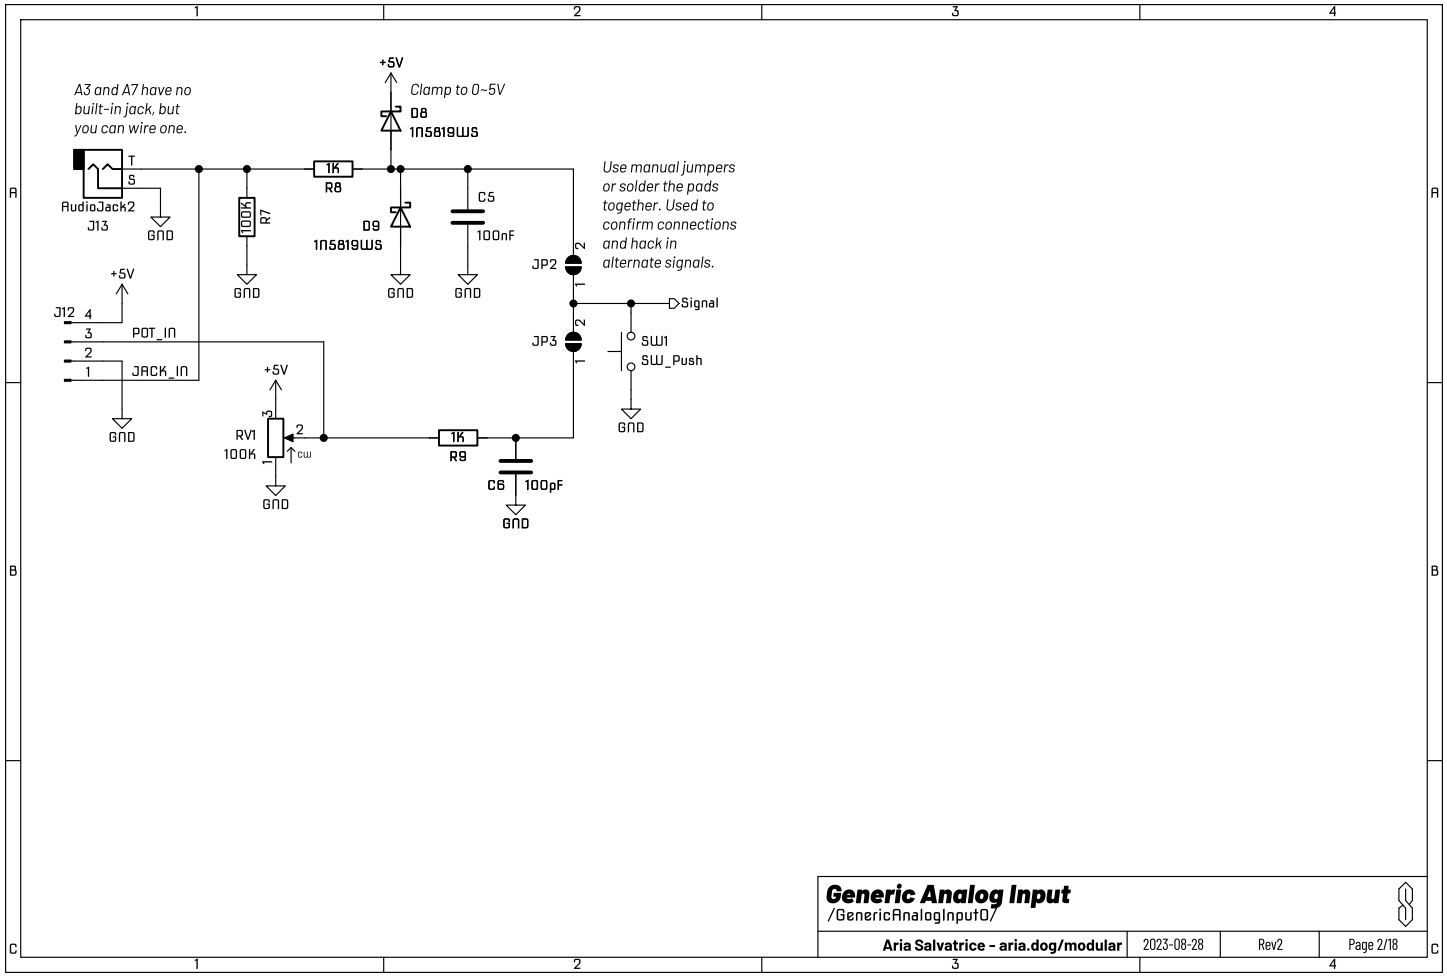 1
2
3
4
A
A
B
B
C
C
+5V
Clamp to 0~5V
A3 and A7 have no
built-in jack, but
you can wire one.
D8
1N5819WS
T
S
AudioJack2
J13
GND
1K
R8
100K
R7
GND
D9
1N5819WS
GND
C5
100nF
GND
Use manual jumpers
or solder the pads
together. Used to
confirm connections
and hack in
alternate signals.
2
JP2
1
Signal
2
JP3
1
SW1
SW_Push
GND
+5V
J12
4
3
POT_IN
2
1
JACK_IN
GND
+5V
3
RV1
2
100K
CW
1
GND
1K
R9
C6
100pF
GND
Generic Analog Input
/GenericAnalogInput0/
Aria Salvatrice - aria.dog/modular
2023-08-28
Rev2
Page 2/18
1
2
3
4